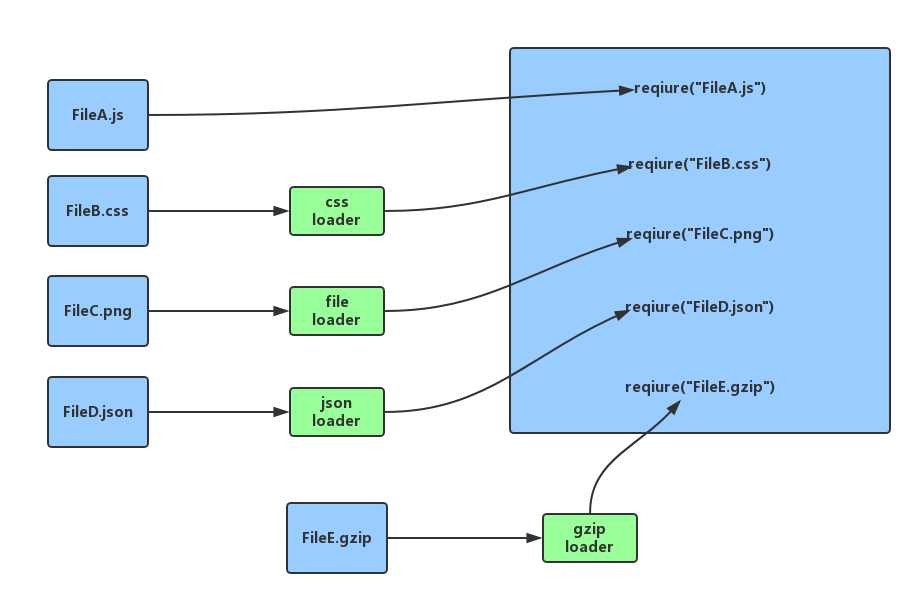 FileA.js
reqiure("FileA.js")
FileB.css
css
loader
reqiure("FileB.css")
FileC.png
file
loader
reqiure("FileC.png")
FileD.json
json
loader
reqiure("FileD.json")
reqiure("FileE.gzip")
FileE.gzip
gzip
loader